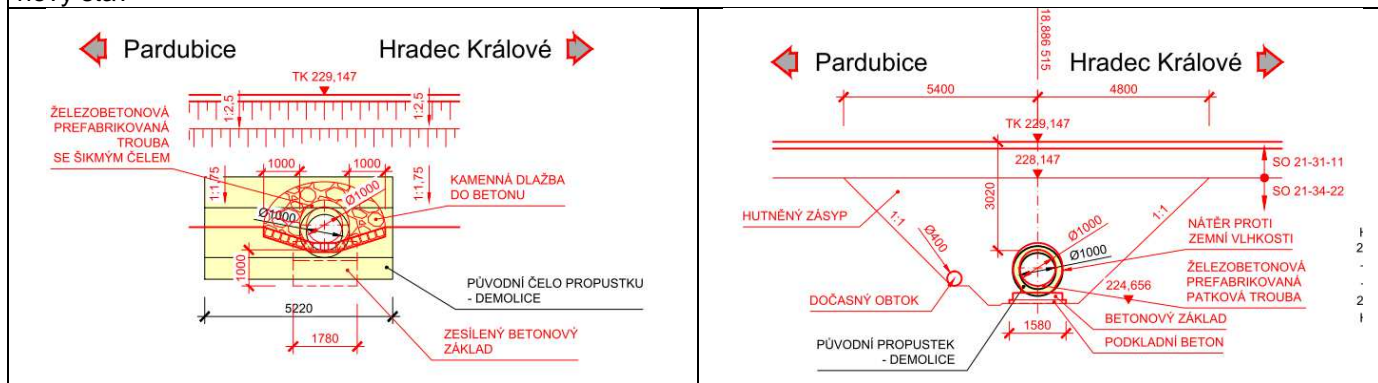 nový stav
Pardubice
Hradec Králové
TK 229,147
1:2,5
1:2,5
ŽELEZOBETONOVÁ
PREFABRIKOVANÁ
TROUBA
SE ŠIKMÝM ČELEM
1000
1000
1:1,75
1:1,75
KAMENNÁ DLAŽBA
DO BETONU
Ø1000
Ø1000
1000
PŮVODNÍ ČELO PROPUSTKU
- DEMOLICE
5220
1780
ZESÍLENÝ BETONOVÝ
ZÁKLAD
Pardubice
Hradec Králové
18,886 515
5400
4800
TK 229,147
228,147
SO 21-31-11
SO 21-34-22
3020
HUTNĚNÝ ZÁSYP
1:1
1:1
Ø400
Ø1000
Ø1000
NÁTĚR PROTI
ZEMNÍ VLHKOSTI
ŽELEZOBETONOVÁ
PREFABRIKOVANÁ
PATKOVÁ TROUBA
224,656
DOČASNÝ OBTOK
BETONOVÝ ZÁKLAD
1580
PODKLADNÍ BETON
PŮVODNÍ PROPUSTEK
- DEMOLICE